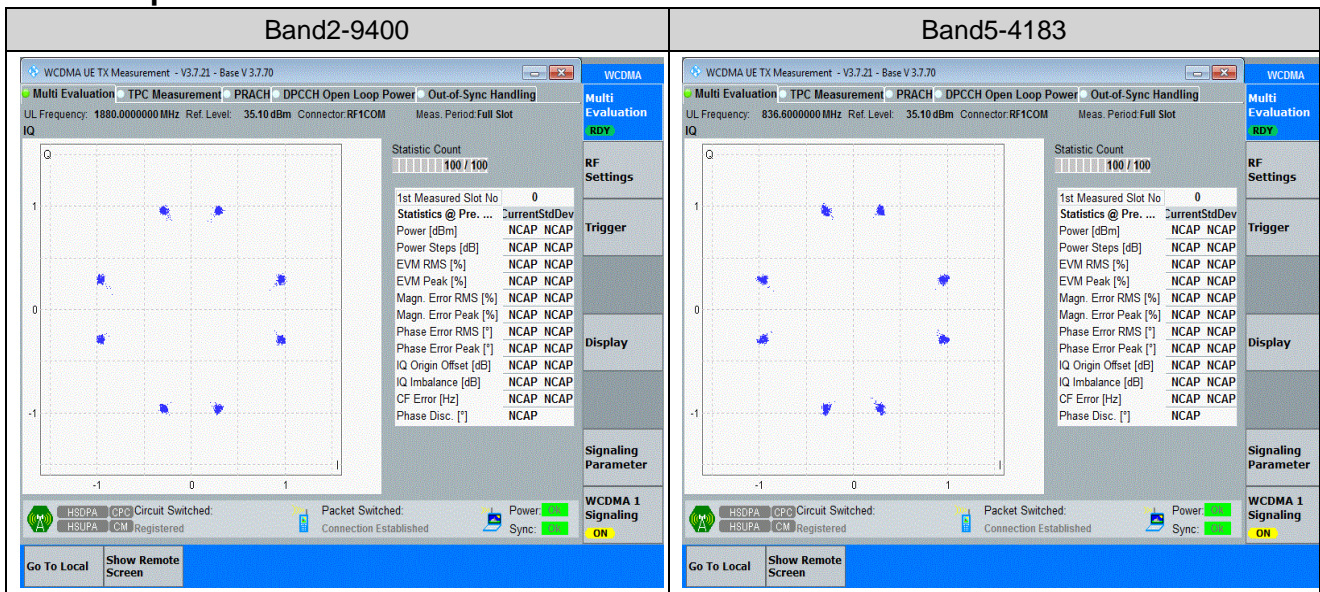 Band2-9400
WCDMA UE TX Measurement - V3.7.21 - Base V 3.7.70
WCDMA
Multi Evaluation TPC Measurement PRACH DPCCH Open Loop Power Out-of-Sync Handling
Multi
Evaluation
RDY
UL Frequency: 1880.0000000 MHz Ref. Level: 35.10 dBm Connector: RF1COM Meas. Period: Full Slot
IQ
Q
1
0
-1
-1 0 1
I
Statistic Count
100 / 100
1st Measured Slot No 0
Statistics @ Pre. ... Current StdDev
Power [dBm] NCAP NCAP
Power Steps [dB] NCAP NCAP
EVM RMS [%] NCAP NCAP
EVM Peak [%] NCAP NCAP
Magn. Error RMS [%] NCAP NCAP
Magn. Error Peak [%] NCAP NCAP
Phase Error RMS [°] NCAP NCAP
Phase Error Peak [°] NCAP NCAP
IQ Origin Offset [dB] NCAP NCAP
IQ Imbalance [dB] NCAP NCAP
CF Error [Hz] NCAP NCAP
Phase Disc. [°] NCAP
RF
Settings
Trigger
Display
Signaling
Parameter
WCDMA 1
Signaling
ON
HSDPA CPC Circuit Switched: Packet Switched: Power: OK
HSUPA CM Registered Connection Established Sync: OK
Go To Local
Show Remote
Screen
Band5-4183
WCDMA UE TX Measurement - V3.7.21 - Base V 3.7.70
WCDMA
Multi Evaluation TPC Measurement PRACH DPCCH Open Loop Power Out-of-Sync Handling
Multi
Evaluation
RDY
UL Frequency: 836.6000000 MHz Ref. Level: 35.10 dBm Connector: RF1COM Meas. Period: Full Slot
IQ
Q
1
0
-1
-1 0 1
I
Statistic Count
100 / 100
1st Measured Slot No 0
Statistics @ Pre. ... Current StdDev
Power [dBm] NCAP NCAP
Power Steps [dB] NCAP NCAP
EVM RMS [%] NCAP NCAP
EVM Peak [%] NCAP NCAP
Magn. Error RMS [%] NCAP NCAP
Magn. Error Peak [%] NCAP NCAP
Phase Error RMS [°] NCAP NCAP
Phase Error Peak [°] NCAP NCAP
IQ Origin Offset [dB] NCAP NCAP
IQ Imbalance [dB] NCAP NCAP
CF Error [Hz] NCAP NCAP
Phase Disc. [°] NCAP
RF
Settings
Trigger
Display
Signaling
Parameter
WCDMA 1
Signaling
ON
HSDPA CPC Circuit Switched: Packet Switched: Power: OK
HSUPA CM Registered Connection Established Sync: OK
Go To Local
Show Remote
Screen